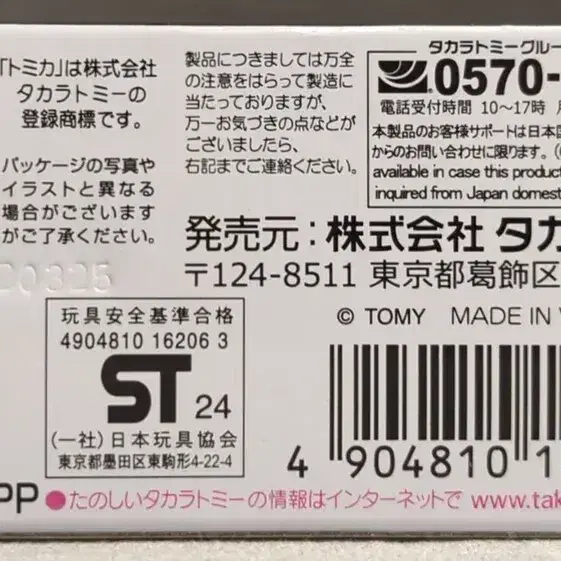 「トミカ」は株式会社
タカラトミーの
登録商標です。
パッケージの写真や
イラストと異なる
場合がございます
がご了承ください。
製品につきましては万全
の注意をはらって製造に
当たっておりますが、
万一お気づきの点などが
ございましたら、
右記までご連絡ください。
タカラトミーグルー
0570-
電話受付時間 10〜17時
本製品のお客様サポートは日本国
からのお問い合わせに限ります。
available in case this product
inquired from Japan domest
発売元：株式会社 タカ
〒124-8511 東京都葛飾区
C0325
玩具安全基準合格
4904810 16206 3
ST 24
(一社)日本玩具協会
東京都墨田区東駒形4-22-4
© TOMY MADE IN V
4 904810 1
PP ●たのしいタカラトミーの情報はインターネットで www.tak